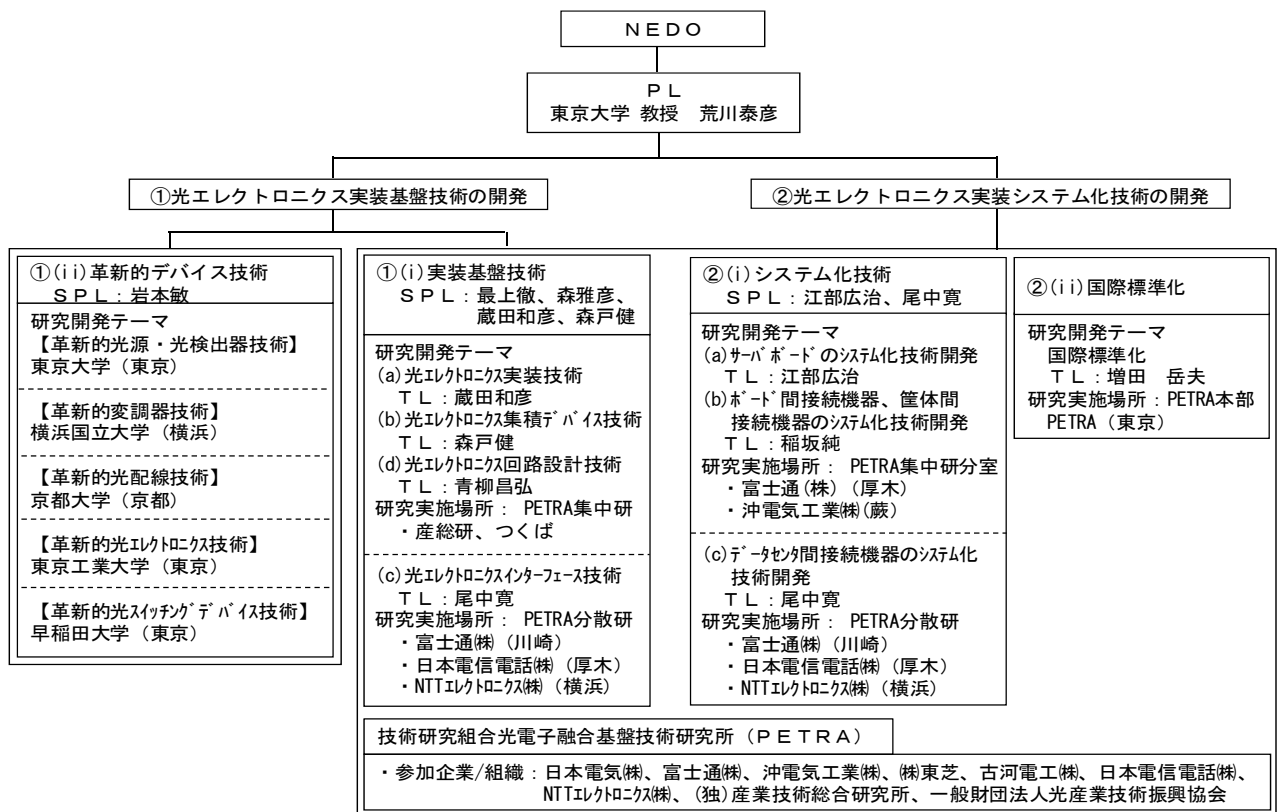 ＮＥＤＯ
ＰＬ
東京大学 教授　荒川泰彦
①光エレクトロニクス実装基盤技術の開発
②光エレクトロニクス実装システム化技術の開発
①(ii)革新的デバイス技術
ＳＰＬ：岩本敏
研究開発テーマ
【革新的光源・光検出器技術】
東京大学（東京）
【革新的変調器技術】
横浜国立大学（横浜）
【革新的光配線技術】
京都大学（京都）
【革新的光ｴﾚｸﾄﾛﾆｸｽ技術】
東京工業大学（東京）
【革新的光ｽｲｯﾁﾝｸﾞﾃﾞﾊﾞｲｽ技術】
早稲田大学（東京）
①(i)実装基盤技術
ＳＰＬ：最上徹、森雅彦、
蔵田和彦、森戸健
研究開発テーマ
(a)光ｴﾚｸﾄﾛﾆｸｽ実装技術
ＴＬ：蔵田和彦
(b)光ｴﾚｸﾄﾛﾆｸｽ集積ﾃﾞﾊﾞｲｽ技術
ＴＬ：森戸健
(d)光ｴﾚｸﾄﾛﾆｸｽ回路設計技術
ＴＬ：青柳昌弘
研究実施場所： PETRA集中研
・産総研、つくば
(c)光ｴﾚｸﾄﾛﾆｸｽｲﾝﾀｰﾌｪｰｽ技術
ＴＬ：尾中寛
研究実施場所： PETRA分散研
・富士通㈱（川崎）
・日本電信電話㈱（厚木）
・NTTｴﾚｸﾄﾛﾆｸｽ㈱（横浜）
②(i)システム化技術
ＳＰＬ：江部広治、尾中寛
研究開発テーマ
(a)ｻｰﾊﾞﾎﾞｰﾄﾞのｼｽﾃﾑ化技術開発
ＴＬ：江部広治
(b)ﾎﾞｰﾄﾞ間接続機器、筐体間
接続機器のｼｽﾃﾑ化技術開発
ＴＬ：稲坂純
研究実施場所： PETRA集中研分室
・富士通(株)（厚木）
・沖電気工業㈱(蕨)
(c)ﾃﾞｰﾀｾﾝﾀ間接続機器のｼｽﾃﾑ化
技術開発
ＴＬ：尾中寛
研究実施場所： PETRA分散研
・富士通㈱（川崎）
・日本電信電話㈱（厚木）
・NTTｴﾚｸﾄﾛﾆｸｽ㈱（横浜）
②(ii)国際標準化
研究開発テーマ
国際標準化
ＴＬ：増田　岳夫
研究実施場所：PETRA本部
PETRA（東京）
技術研究組合光電子融合基盤技術研究所（ＰＥＴＲＡ）
・参加企業/組織：日本電気㈱、富士通㈱、沖電気工業㈱、㈱東芝、古河電工㈱、日本電信電話㈱、
NTTｴﾚｸﾄﾛﾆｸｽ㈱、(独)産業技術総合研究所、一般財団法人光産業技術振興協会